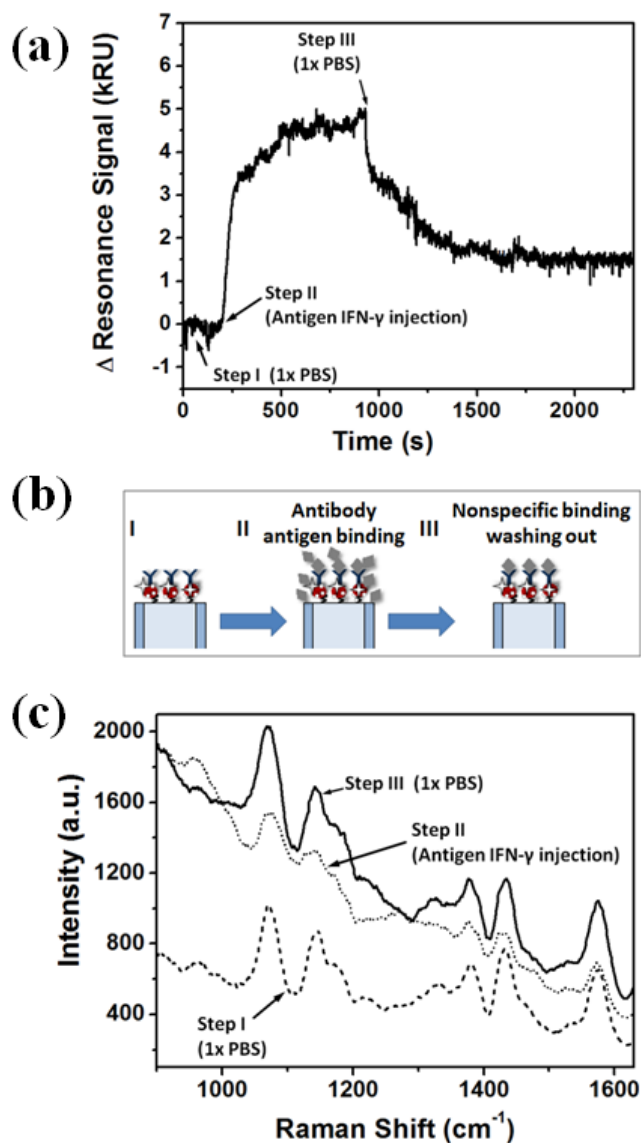 (a)
Δ Resonance Signal (kRU)
7
6
5
4
3
2
1
0
-1
Step III
(1x PBS)
Step II
(Antigen IFN-γ injection)
Step I (1x PBS)
0
500
1000
1500
2000
Time (s)
(b)
I
II
Antibody
antigen binding
III
Nonspecific binding
washing out
(c)
Intensity (a.u.)
2000
1600
1200
800
400
Step III (1x PBS)
Step II
(Antigen IFN-γ injection)
Step I
(1x PBS)
1000
1200
1400
1600
Raman Shift (cm⁻¹)